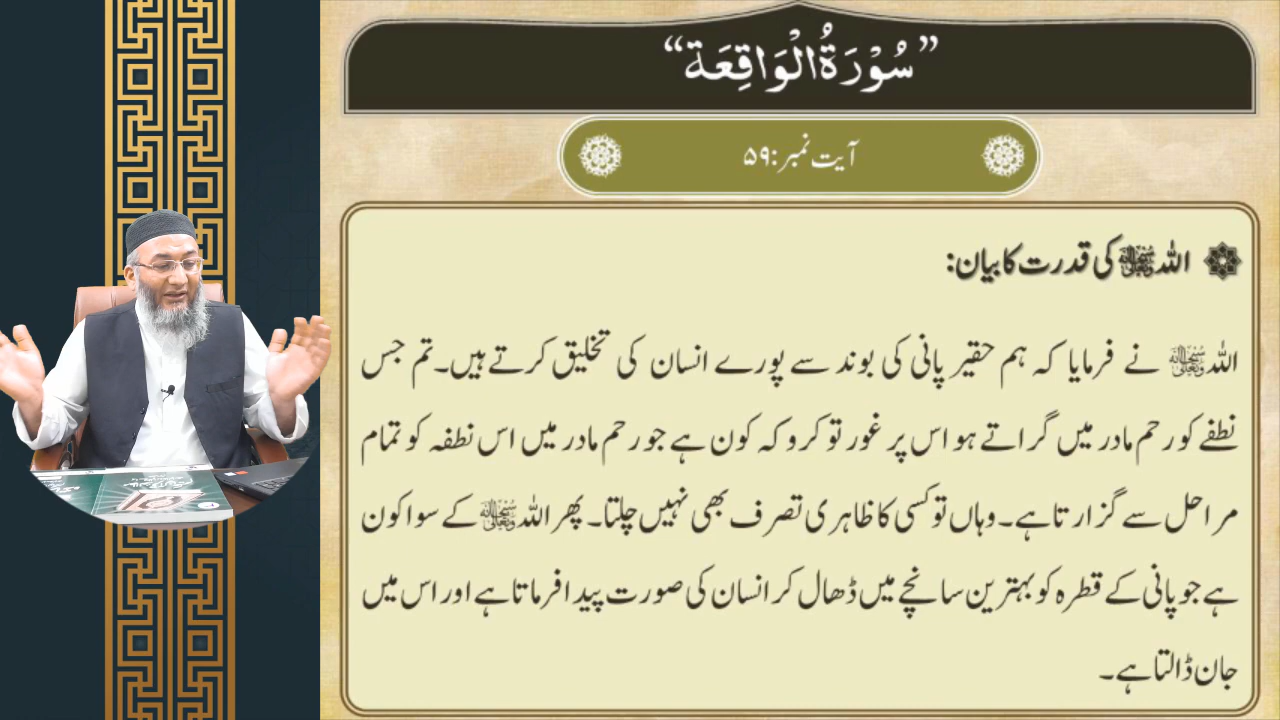 ”سُوْرَۃُ الْوَاقِعَة“
آیت نمبر: ۵۹
اللہ ﷻ کی قدرت کا بیان:
اللہ ﷻ نے فرمایا کہ ہم حقیر پانی کی بوند سے پورے انسان کی تخلیق کرتے ہیں۔ تم جس
نطفے کو رحم مادر میں گراتے ہو اس پر غور تو کرو کہ کون ہے جو رحم مادر میں اس نطفہ کو تمام
مراحل سے گزارتا ہے۔ وہاں تو کسی کا ظاہری تصرف بھی نہیں چلتا۔ پھر اللہ ﷻ کے سوا کون
ہے جو پانی کے قطرہ کو بہترین سانچے میں ڈھال کر انسان کی صورت پیدا فرماتا ہے اور اس میں
جان ڈالتا ہے۔